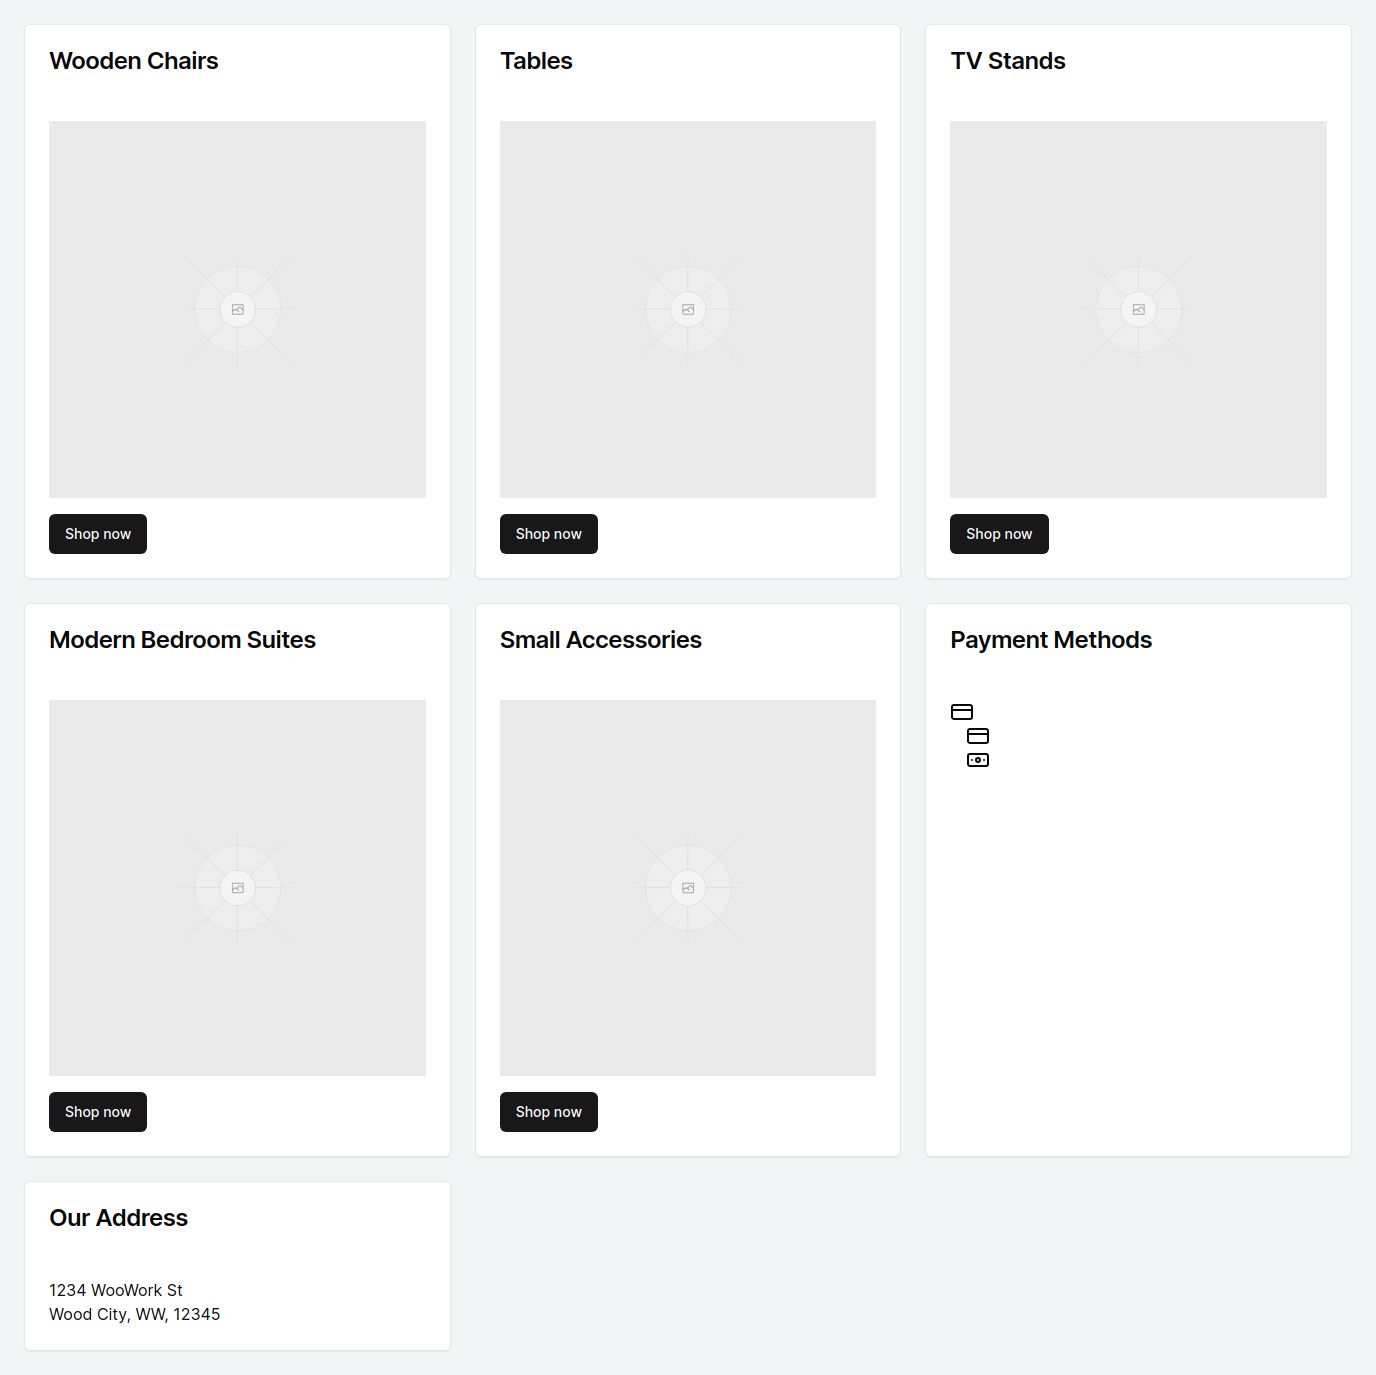 Wooden Chairs
Tables
TV Stands
Shop now
Shop now
Shop now
Modern Bedroom Suites
Small Accessories
Payment Methods
Shop now
Shop now
Our Address
1234 WooWork St
Wood City, WW, 12345